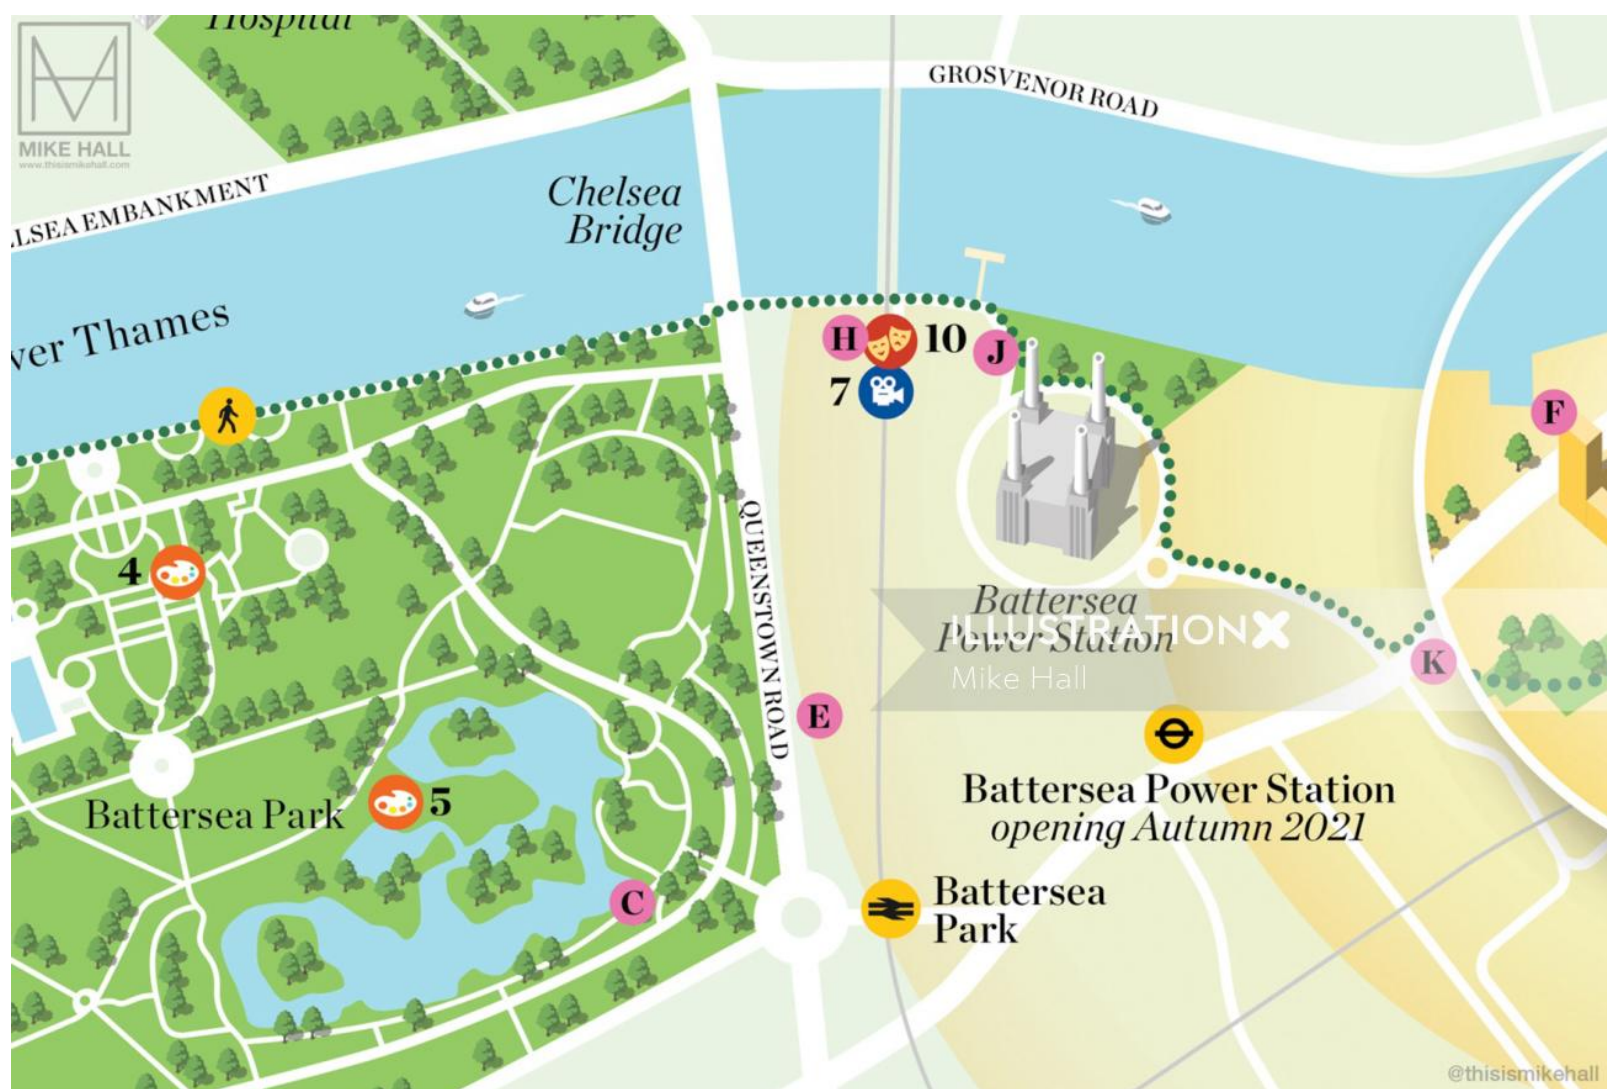 Hospital
MIKE HALL
www.thisismikehall.com
GROSVENOR ROAD
LSEA EMBANKMENT
Chelsea
Bridge
ver Thames
H
10
J
7
F
4
QUEENSTOWN ROAD
Battersea
Power Station
ILLUSTRATIONX
Mike Hall
K
E
Battersea Power Station
opening Autumn 2021
Battersea Park
5
C
Battersea
Park
@thisismikehall